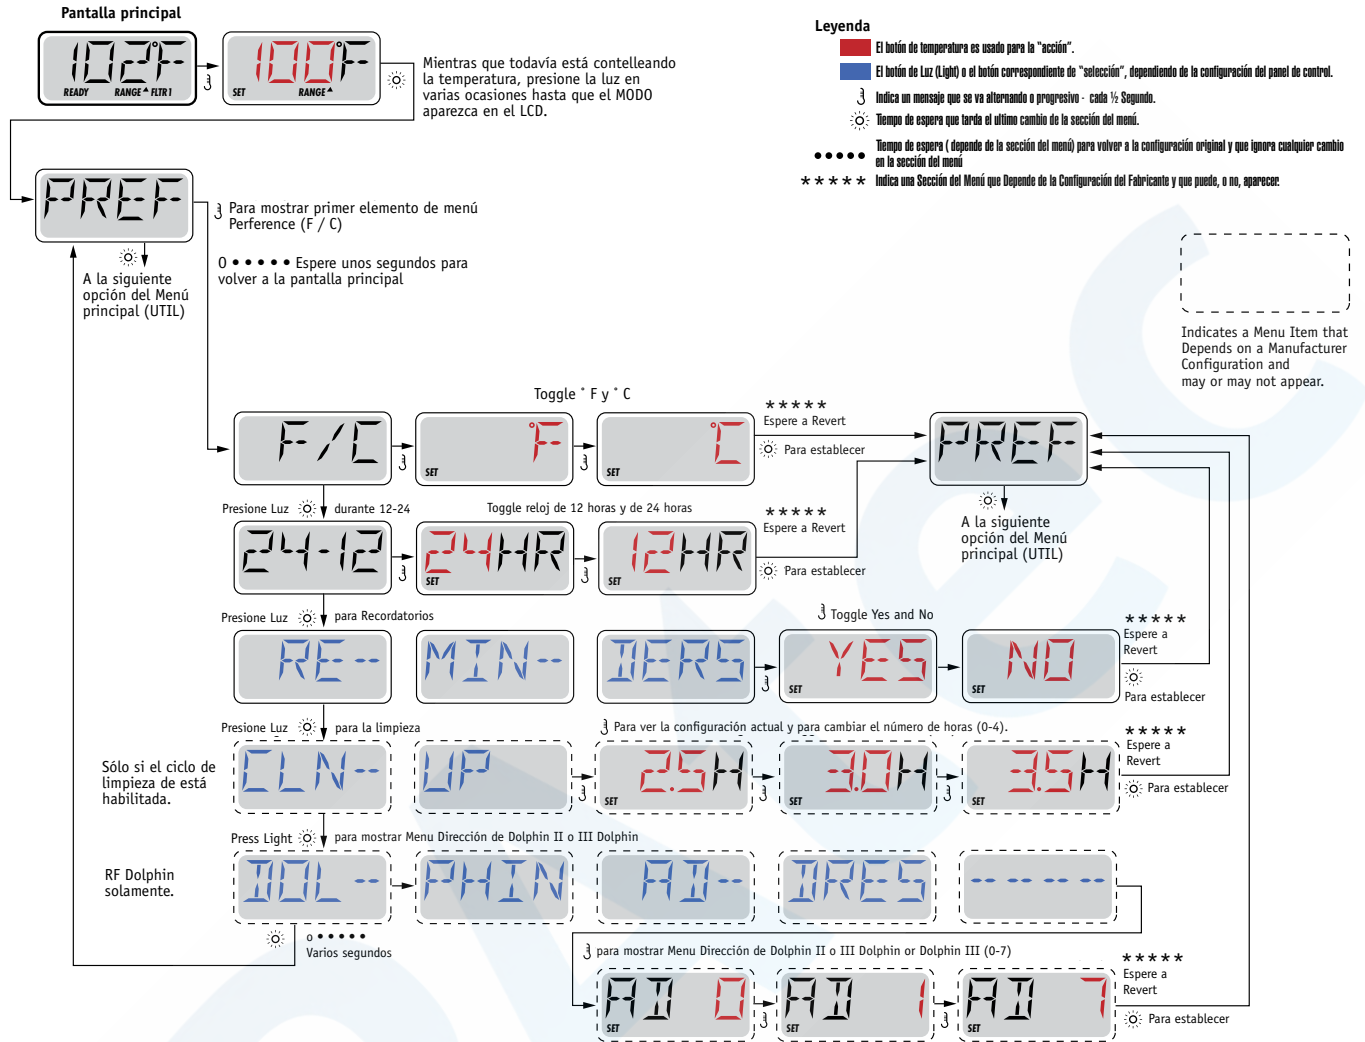 Pantalla principal
102°F
READY RANGE FLTR1
100°F
SET RANGE
Mientras que todavía está contelleando
la temperatura, presione la luz en
varias ocasiones hasta que el MODO
aparezca en el LCD.
Leyenda
El botón de temperatura es usado para la "acción".
El botón de Luz (Light) o el botón correspondiente de "selección", dependiendo de la configuración del panel de control.
Indica un mensaje que se va alternando o progresivo - cada ½ Segundo.
Tiempo de espera que tarda el ultimo cambio de la sección del menú.
••••• Tiempo de espera ( depende de la sección del menú) para volver a la configuración original y que ignora cualquier cambio
en la sección del menú
***** Indica una Sección del Menú que Depende de la Configuración del Fabricante y que puede, o no, aparecer.
PREF
Para mostrar primer elemento de menú
Perference (F / C)
O ••••• Espere unos segundos para
volver a la pantalla principal
A la siguiente
opción del Menú
principal (UTIL)
Indicates a Menu Item that
Depends on a Manufacturer
Configuration and
may or may not appear.
Toggle ° F y ° C
F/C
°F
SET
°C
SET
*****
Espere a Revert
Para establecer
PREF
A la siguiente
opción del Menú
principal (UTIL)
Presione Luz durante 12-24
Toggle reloj de 12 horas y de 24 horas
24-12
24HR
SET
12HR
SET
*****
Espere a Revert
Para establecer
Presione Luz para Recordatorios
Toggle Yes and No
RE--
MIN--
DERS
YES
SET
NO
SET
*****
Espere a
Revert
Para establecer
Presione Luz para la limpieza
Para ver la configuración actual y para cambiar el número de horas (0-4).
Sólo si el ciclo de
limpieza de está
habilitada.
CLN--
UP
2.5H
SET
3.0H
SET
3.5H
SET
*****
Espere a
Revert
Para establecer
Press Light para mostrar Menu Dirección de Dolphin II o III Dolphin
RF Dolphin
solamente.
DOL--
PHIN
AD--
DRES
----
o •••••
Varios segundos
para mostrar Menu Dirección de Dolphin II o III Dolphin or Dolphin III (0-7)
AD 0
SET
AD 1
SET
AD 7
SET
*****
Espere a
Revert
Para establecer